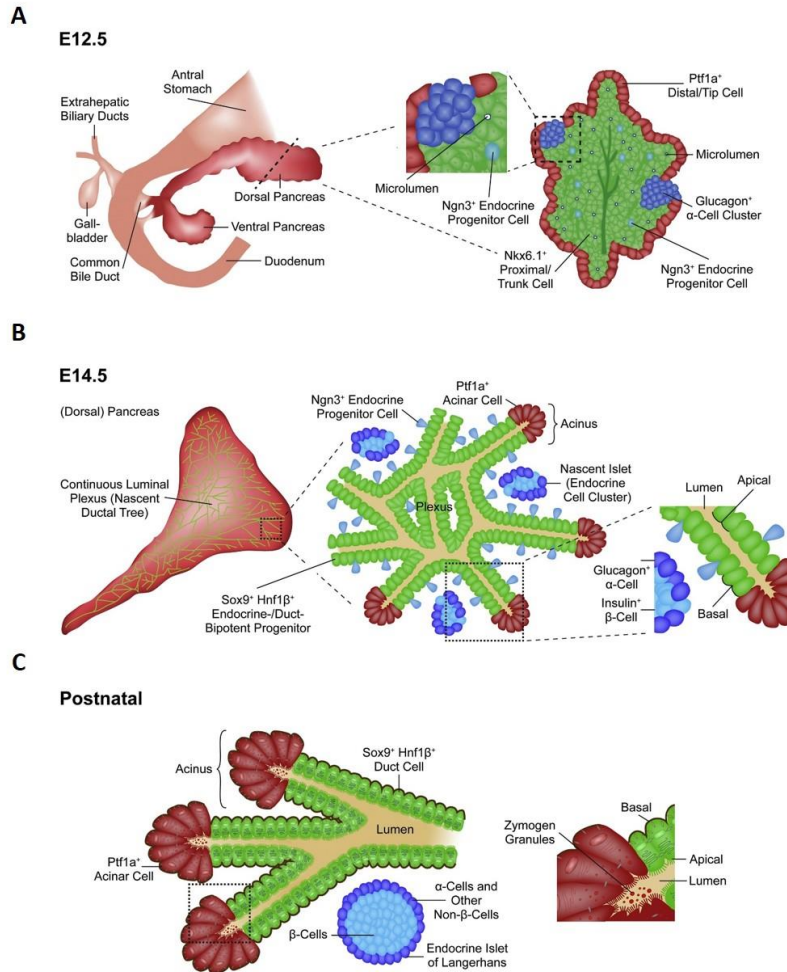 A
E12.5
Antral
Stomach
Extrahepatic
Biliary Ducts
Gall-
bladder
Common
Bile Duct
Dorsal Pancreas
Ventral Pancreas
Duodenum
Microlumen
Ngn3⁺ Endocrine
Progenitor Cell
Ptf1a⁺
Distal/Tip Cell
Microlumen
Glucagon⁺
α-Cell Cluster
Nkx6.1⁺
Proximal/
Trunk Cell
Ngn3⁺ Endocrine
Progenitor Cell
B
E14.5
(Dorsal) Pancreas
Continuous Luminal
Plexus (Nascent
Ductal Tree)
Ngn3⁺ Endocrine
Progenitor Cell
Ptf1a⁺
Acinar Cell
Acinus
Nascent Islet
(Endocrine
Cell Cluster)
Plexus
Sox9⁺ Hnf1β⁺
Endocrine-/Duct-
Bipotent Progenitor
Lumen
Apical
Glucagon⁺
α-Cell
Insulin⁺
β-Cell
Basal
C
Postnatal
Acinus
Sox9⁺ Hnf1β⁺
Duct Cell
Lumen
Ptf1a⁺
Acinar Cell
α-Cells and
Other
Non-β-Cells
β-Cells
Endocrine Islet
of Langerhans
Zymogen
Granules
Basal
Apical
Lumen